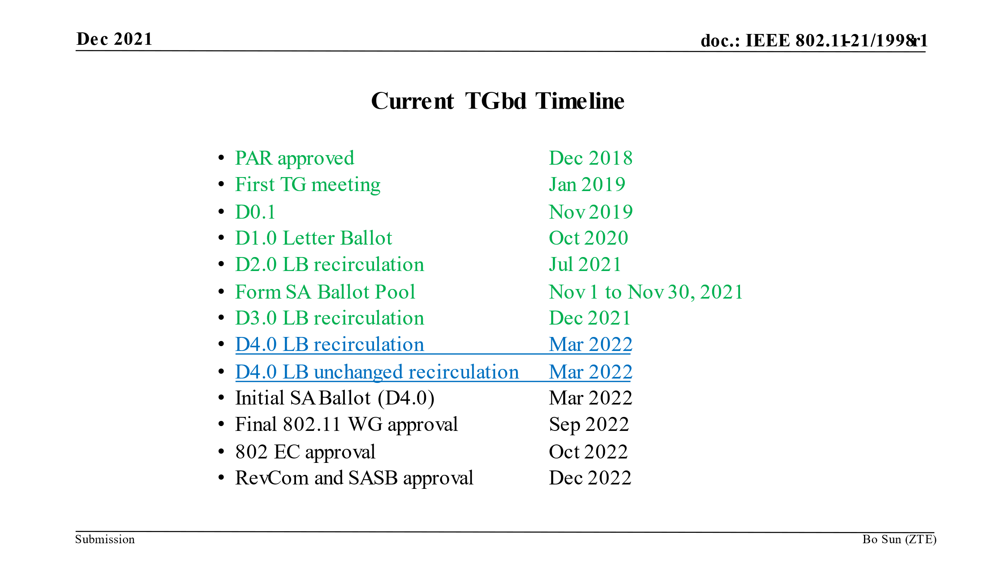 Dec 2021
doc.: IEEE 802.11-21/1998r1
Current TGbd Timeline
• PAR approved Dec 2018
• First TG meeting Jan 2019
• D0.1 Nov 2019
• D1.0 Letter Ballot Oct 2020
• D2.0 LB recirculation Jul 2021
• Form SA Ballot Pool Nov 1 to Nov 30, 2021
• D3.0 LB recirculation Dec 2021
• D4.0 LB recirculation Mar 2022
• D4.0 LB unchanged recirculation Mar 2022
• Initial SA Ballot (D4.0) Mar 2022
• Final 802.11 WG approval Sep 2022
• 802 EC approval Oct 2022
• RevCom and SASB approval Dec 2022
Submission
Bo Sun (ZTE)